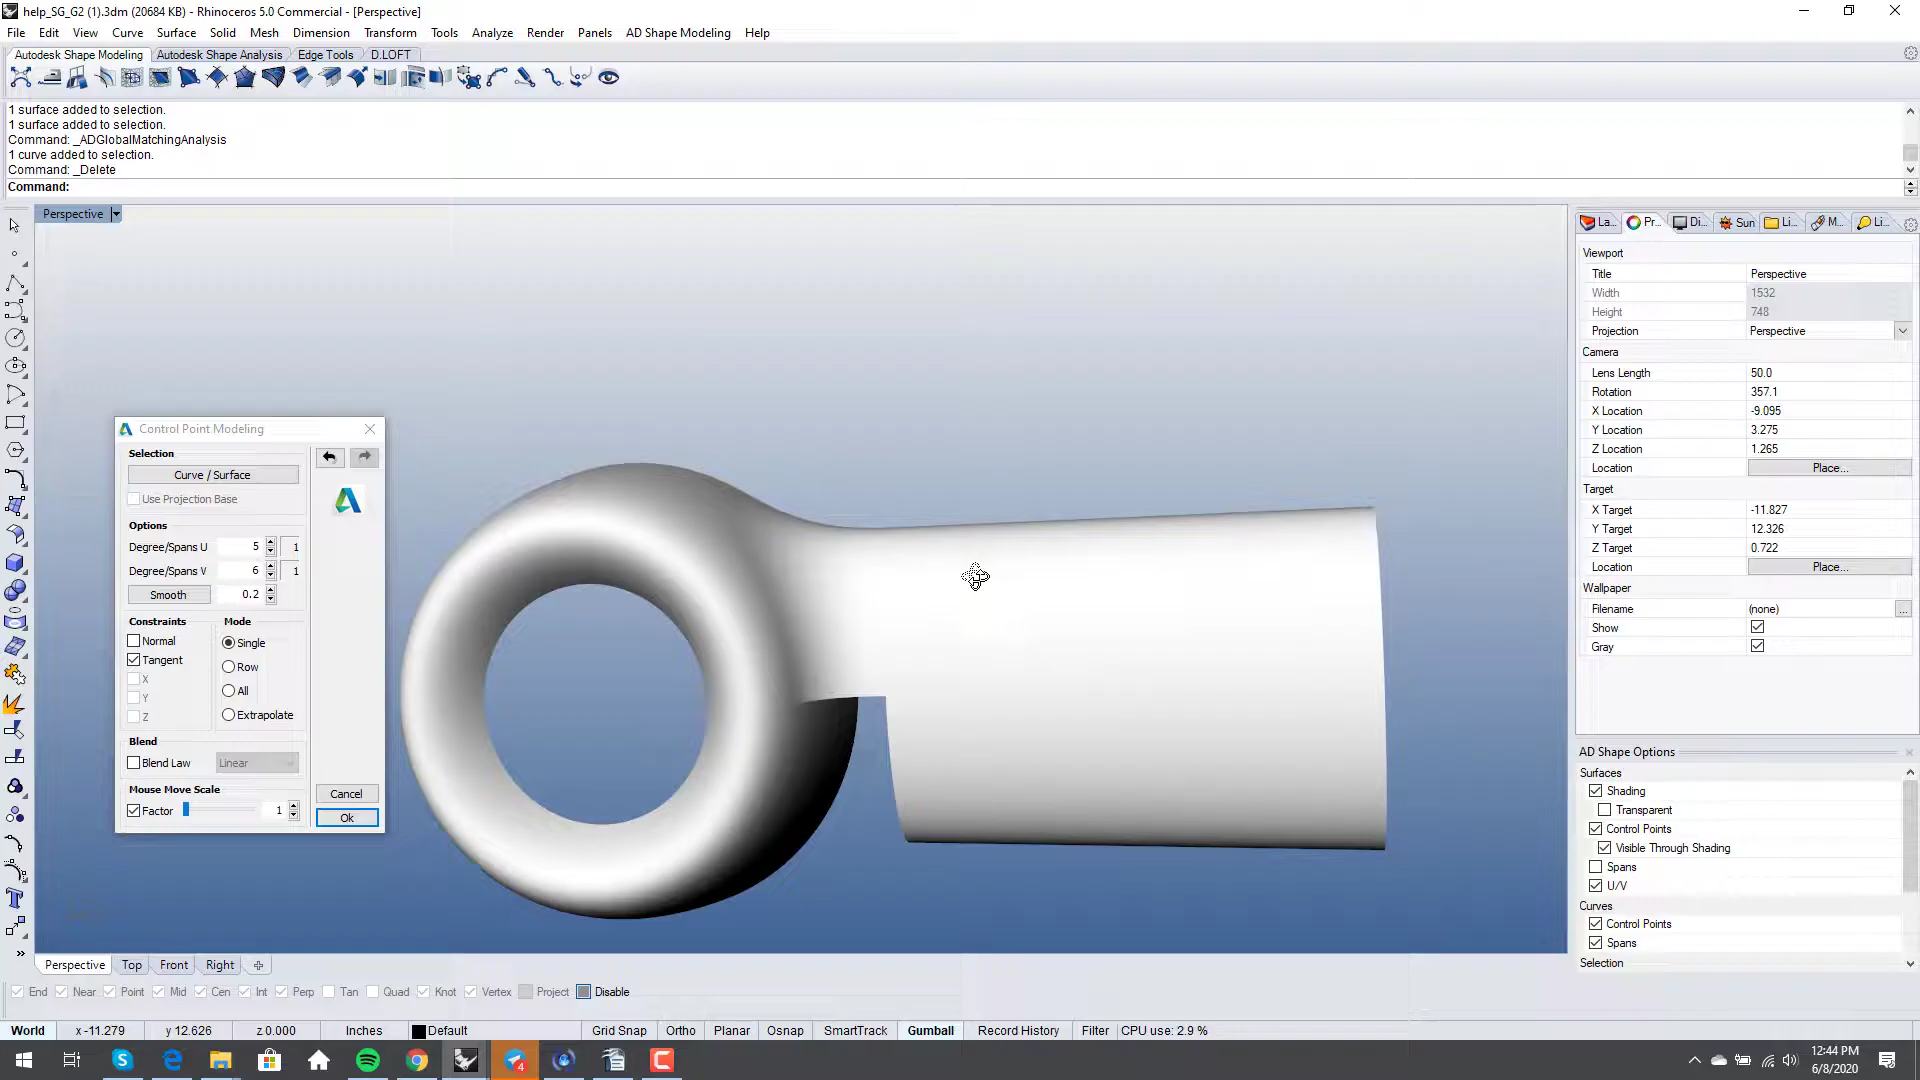 help_SG_G2 (1).3dm (20684 KB) - Rhinoceros 5.0 Commercial - [Perspective]
File Edit View Curve Surface Solid Mesh Dimension Transform Tools Analyze Render Panels AD Shape Modeling Help
Autodesk Shape Modeling Autodesk Shape Analysis Edge Tools D.LOFT
1 surface added to selection.
1 surface added to selection.
Command: _ADGlobalMatchingAnalysis
1 curve added to selection.
Command: _Delete
Command:
Perspective
La... Pr... Di... Sun Li... M... Li...
Viewport
Title Perspective
Width 1532
Height 748
Projection Perspective
Camera
Lens Length 50.0
Rotation 357.1
X Location -9.095
Y Location 3.275
Z Location 1.265
Location Place...
Target
X Target -11.827
Y Target 12.326
Z Target 0.722
Location Place...
Wallpaper
Filename (none) ...
Show
Gray
Control Point Modeling
Selection
Curve / Surface
Use Projection Base
Options
Degree/Spans U 5 1
Degree/Spans V 6 1
Smooth 0.2
Constraints Mode
Normal Single
Tangent Row
X
Y All
Z Extrapolate
Blend
Blend Law Linear
Mouse Move Scale
Factor 1
Cancel
Ok
AD Shape Options
Surfaces
Shading
Transparent
Control Points
Visible Through Shading
Spans
U/V
Curves
Control Points
Spans
Selection
Perspective Top Front Right
End Near Point Mid Cen Int Perp Tan Quad Knot Vertex Project Disable
World x -11.279 y 12.626 z 0.000 Inches Default Grid Snap Ortho Planar Osnap SmartTrack Gumball Record History Filter CPU use: 2.9 %
4
12:44 PM
6/8/2020